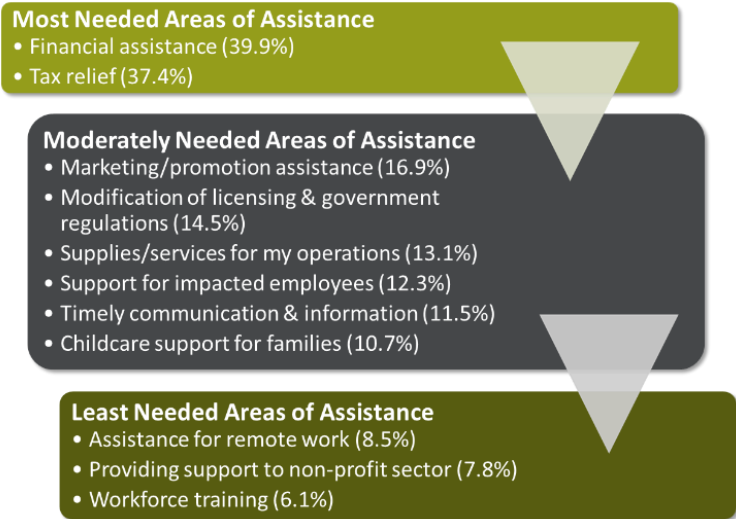 Most Needed Areas of Assistance
• Financial assistance (39.9%)
• Tax relief (37.4%)
Moderately Needed Areas of Assistance
• Marketing/promotion assistance (16.9%)
• Modification of licensing & government
regulations (14.5%)
• Supplies/services for my operations (13.1%)
• Support for impacted employees (12.3%)
• Timely communication & information (11.5%)
• Childcare support for families (10.7%)
Least Needed Areas of Assistance
• Assistance for remote work (8.5%)
• Providing support to non-profit sector (7.8%)
• Workforce training (6.1%)